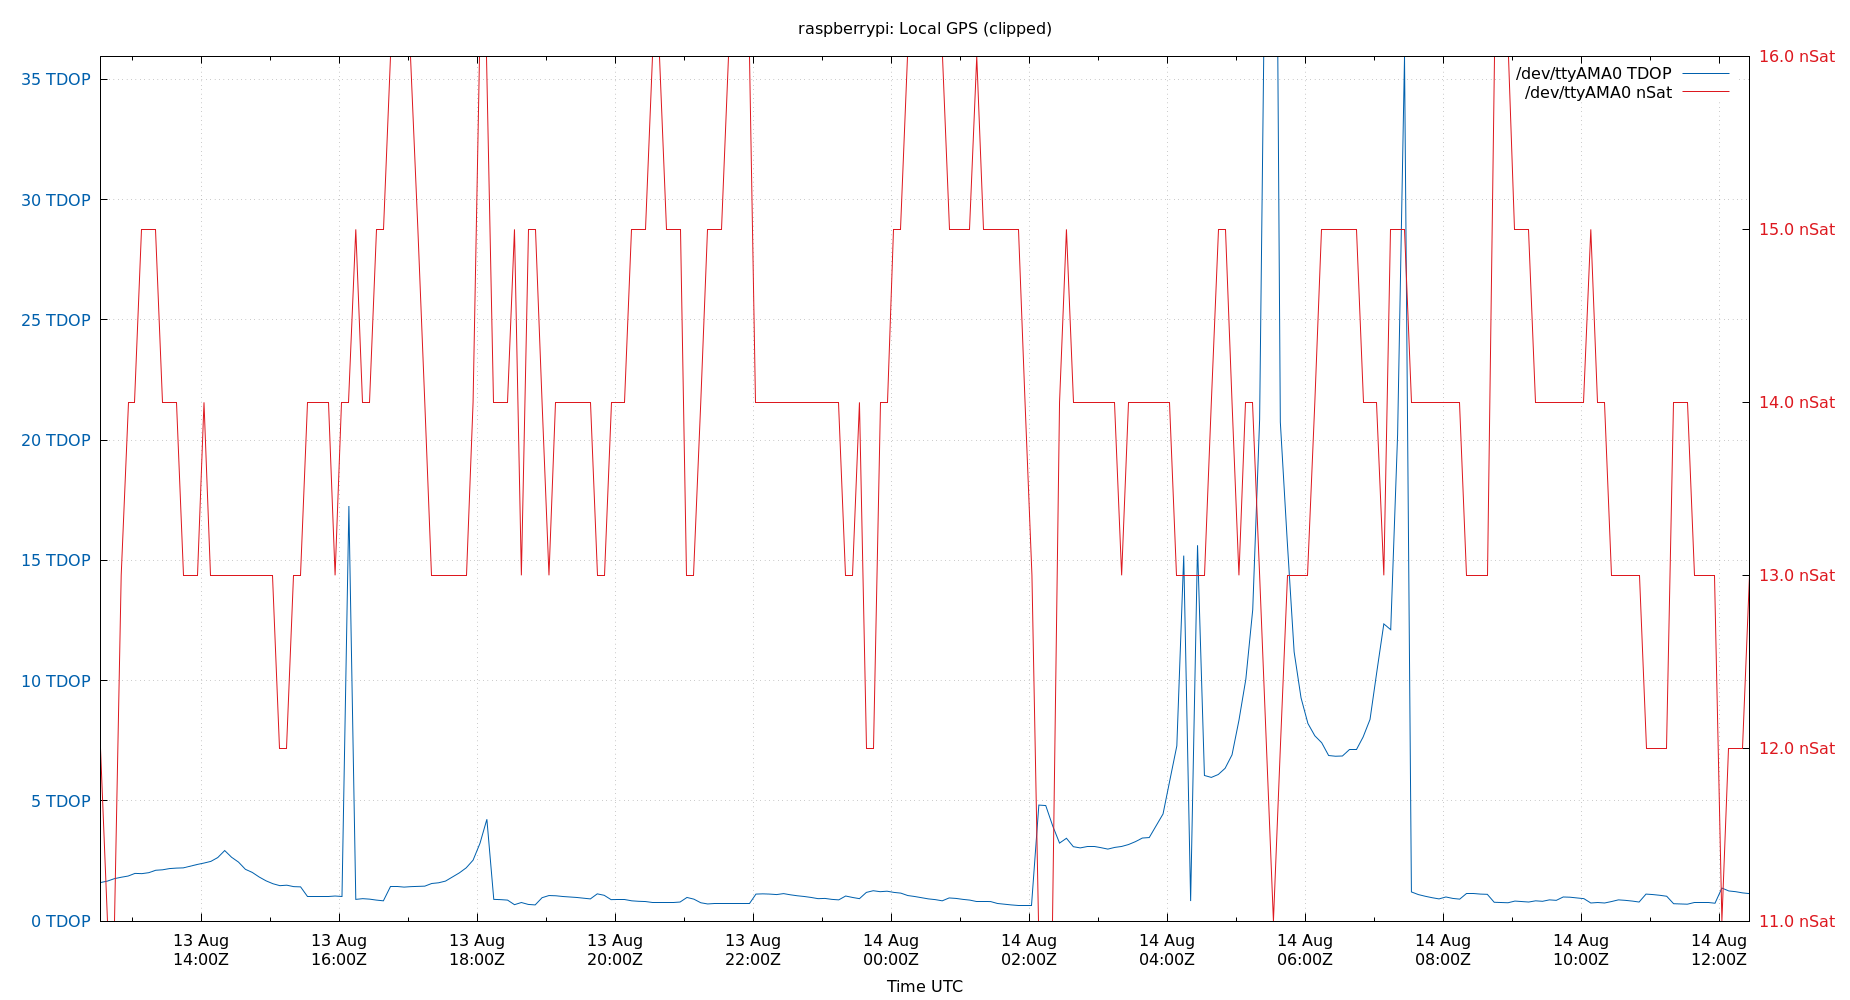 raspberrypi: Local GPS (clipped)
/dev/ttyAMA0 TDOP
/dev/ttyAMA0 nSat
35 TDOP
30 TDOP
25 TDOP
20 TDOP
15 TDOP
10 TDOP
5 TDOP
0 TDOP
16.0 nSat
15.0 nSat
14.0 nSat
13.0 nSat
12.0 nSat
11.0 nSat
13 Aug
14:00Z
13 Aug
16:00Z
13 Aug
18:00Z
13 Aug
20:00Z
13 Aug
22:00Z
14 Aug
00:00Z
14 Aug
02:00Z
14 Aug
04:00Z
14 Aug
06:00Z
14 Aug
08:00Z
14 Aug
10:00Z
14 Aug
12:00Z
Time UTC